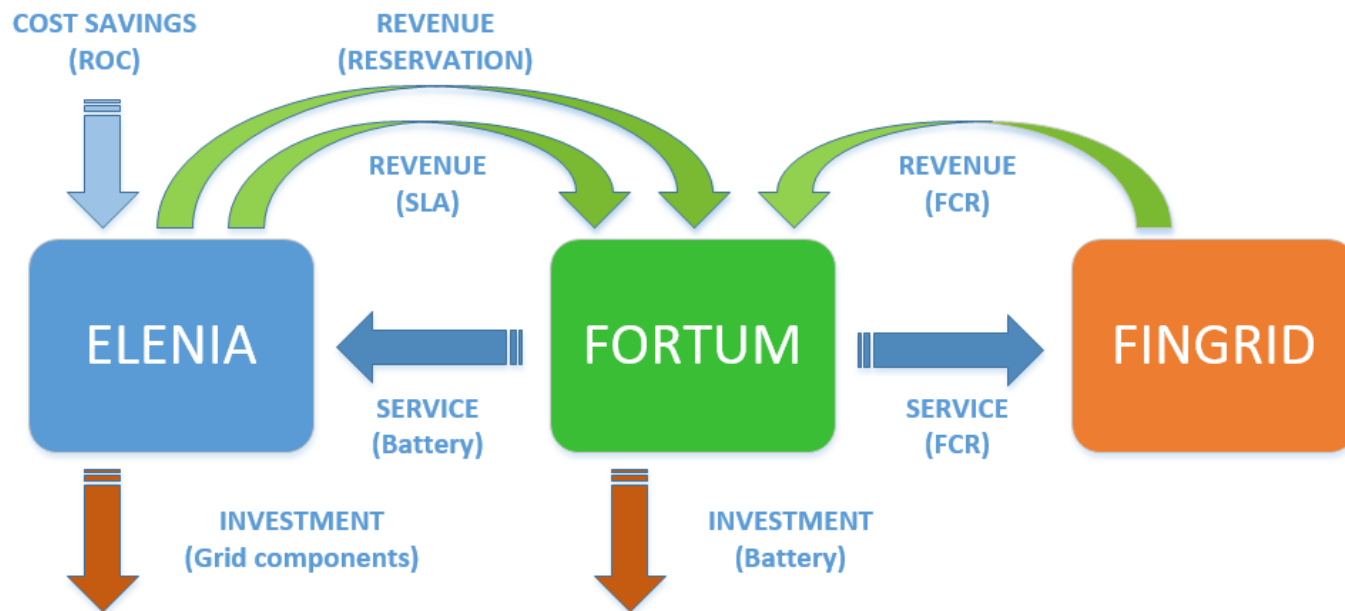 COST SAVINGS
(ROC)
REVENUE
(RESERVATION)
REVENUE
(SLA)
REVENUE
(FCR)
ELENIA
FORTUM
FINGRID
SERVICE
(Battery)
SERVICE
(FCR)
INVESTMENT
(Grid components)
INVESTMENT
(Battery)